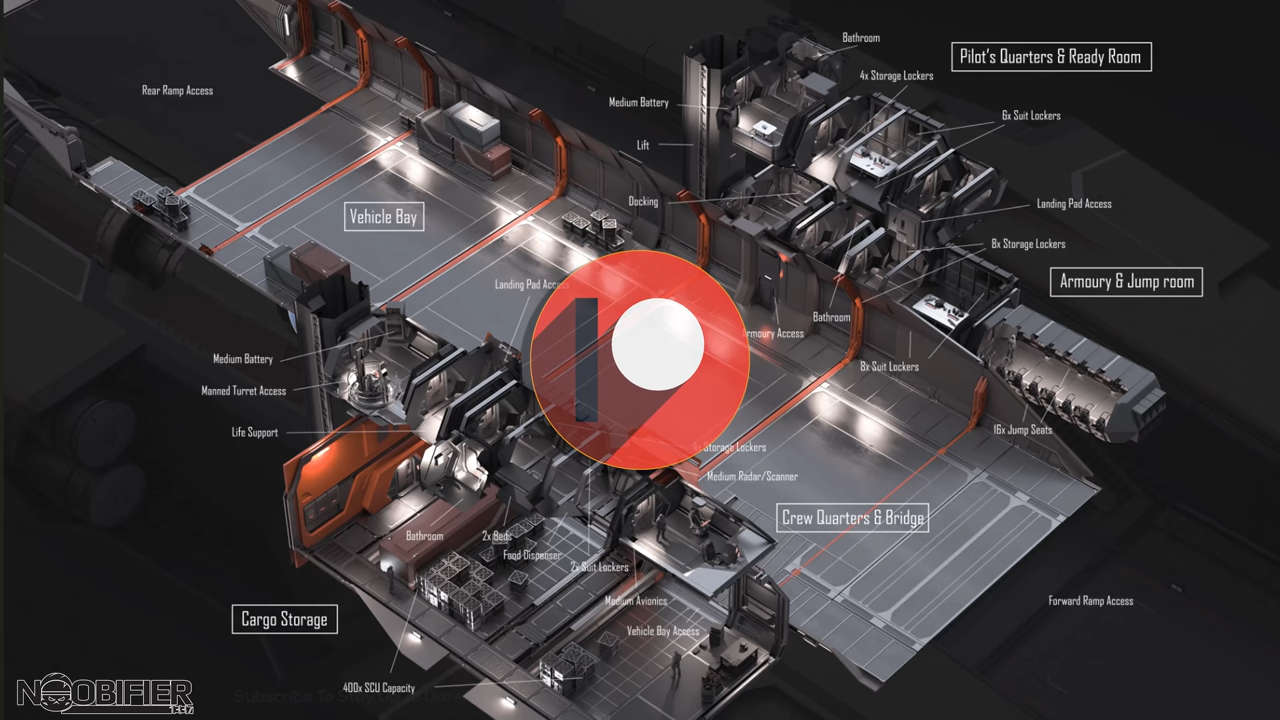 Bathroom
Pilot's Quarters & Ready Room
4x Storage Lockers
Rear Ramp Access
Medium Battery
6x Suit Lockers
Lift
Docking
Landing Pad Access
Vehicle Bay
8x Storage Lockers
Armoury & Jump room
Landing Pad
Bathroom
Access
Medium Battery
8x Suit Lockers
Manned Turret Access
Life Support
16x Jump Seats
Storage Lockers
Medium Radar/Scanner
Crew Quarters & Bridge
Bathroom
2x Beds
Food Dispenser
2x Suit Lockers
Medium Avionics
Forward Ramp Access
Cargo Storage
Vehicle Bay Access
400x SCU Capacity
NOOBIFIER
Subscribe To